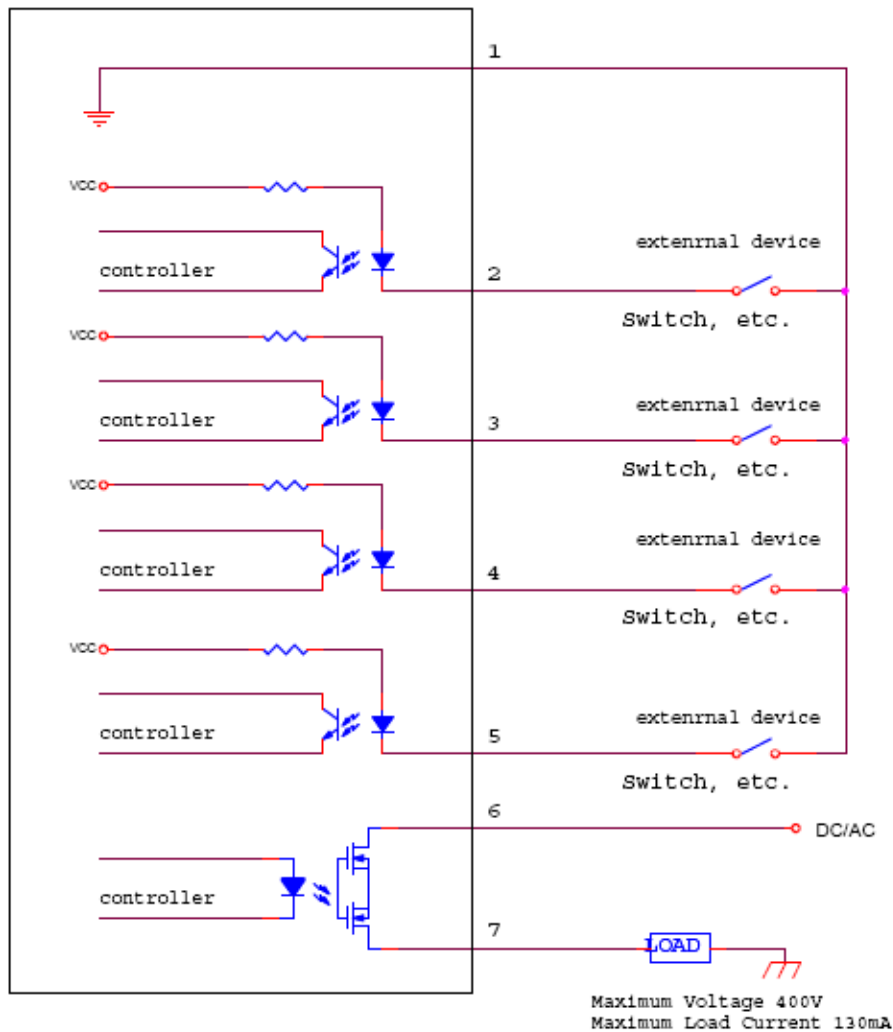 1
VCC
controller
2
extenrnal device
Switch, etc.
VCC
controller
3
extenrnal device
Switch, etc.
VCC
controller
4
extenrnal device
Switch, etc.
VCC
controller
5
extenrnal device
Switch, etc.
6
DC/AC
controller
7
LOAD
Maximum Voltage 400V
Maximum Load Current 130mA